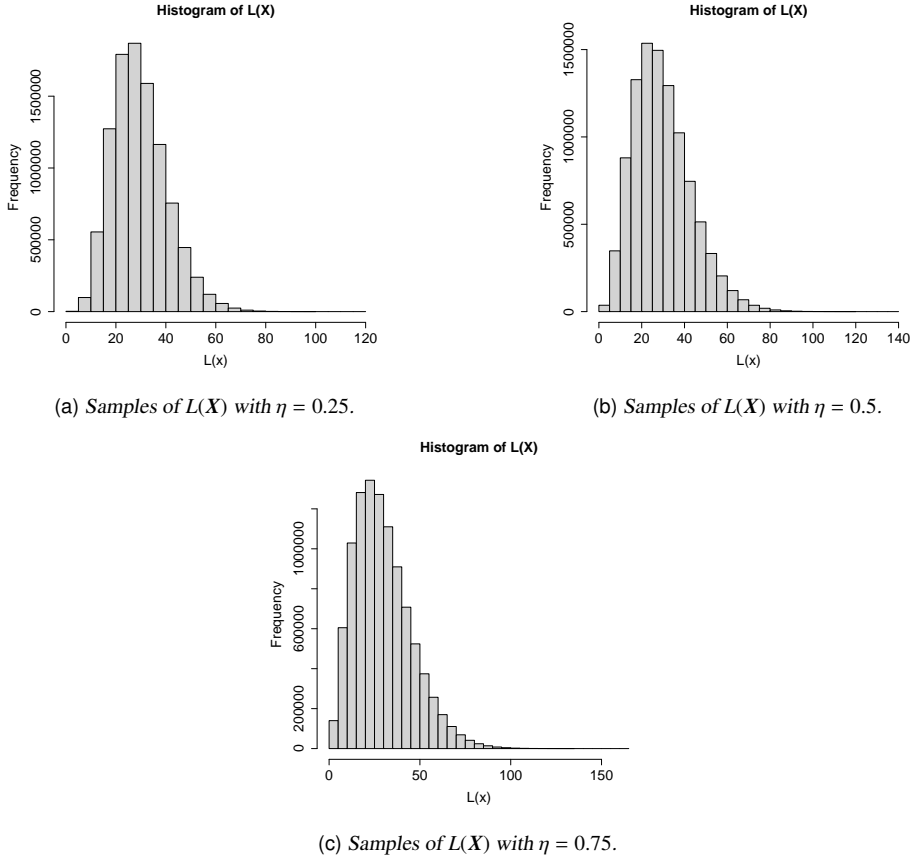 Histogram of L(X)
Frequency
0
500000
1000000
1500000
0 20 40 60 80 100 120
L(x)
(a) Samples of L(X) with η = 0.25.
Histogram of L(X)
Frequency
0
500000
1000000
1500000
0 20 40 60 80 100 120 140
L(x)
(b) Samples of L(X) with η = 0.5.
Histogram of L(X)
Frequency
0
200000
600000
1000000
0 50 100 150
L(x)
(c) Samples of L(X) with η = 0.75.